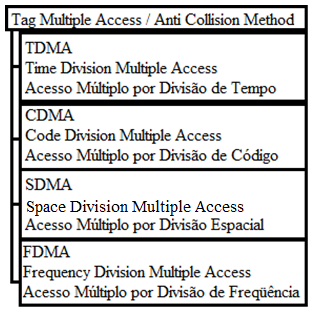 Tag Multiple Access / Anti Collision Method
TDMA
Time Division Multiple Access
Acesso Múltiplo por Divisão de Tempo
CDMA
Code Division Multiple Access
Acesso Múltiplo por Divisão de Código
SDMA
Space Division Multiple Access
Acesso Múltiplo por Divisão Espacial
FDMA
Frequency Division Multiple Access
Acesso Múltiplo por Divisão de Freqüência